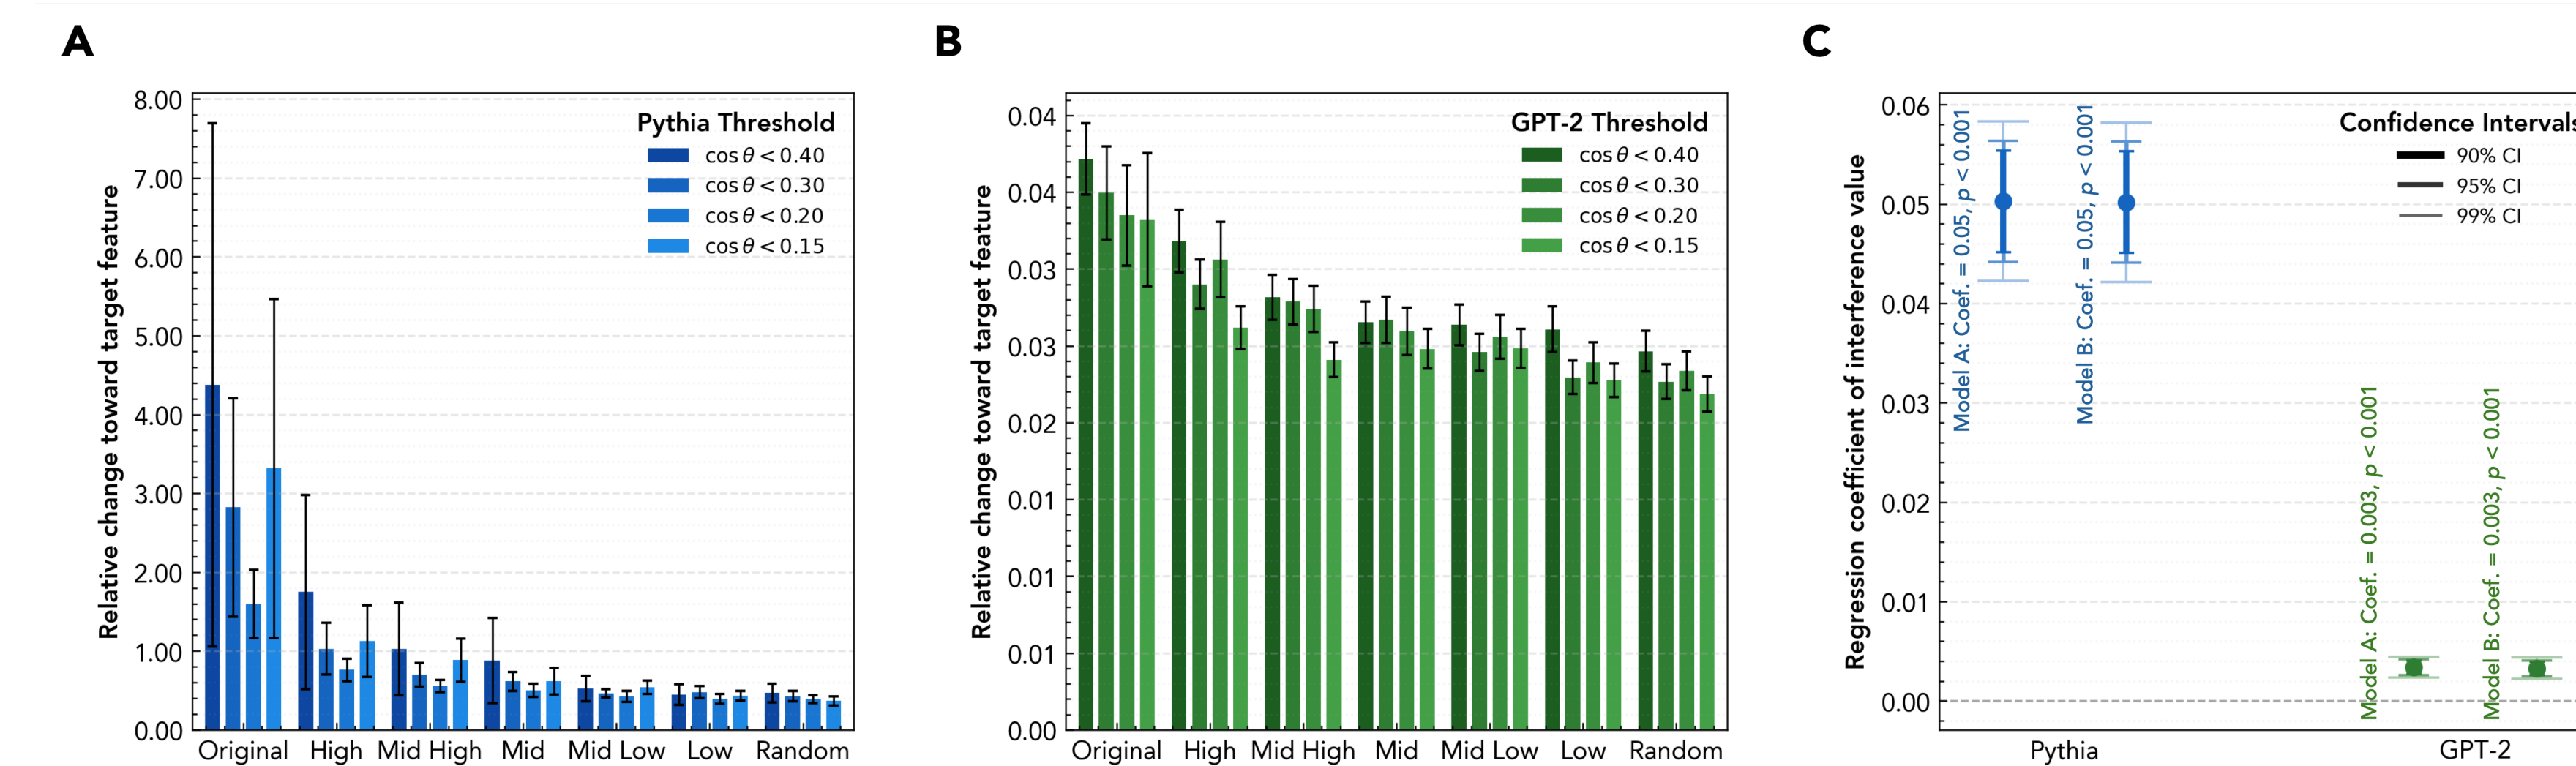 A
Relative change toward target feature
8.00
7.00
6.00
5.00
4.00
3.00
2.00
1.00
0.00
Pythia Threshold
cos θ < 0.40
cos θ < 0.30
cos θ < 0.20
cos θ < 0.15
Original High Mid High Mid Mid Low Low Random
B
Relative change toward target feature
0.04
0.04
0.03
0.03
0.02
0.01
0.01
0.01
0.00
GPT-2 Threshold
cos θ < 0.40
cos θ < 0.30
cos θ < 0.20
cos θ < 0.15
Original High Mid High Mid Mid Low Low Random
C
Regression coefficient of interference value
0.06
0.05
0.04
0.03
0.02
0.01
0.00
Model A: Coef. = 0.05, p < 0.001
Model B: Coef. = 0.05, p < 0.001
Confidence Intervals
90% CI
95% CI
99% CI
Model A: Coef. = 0.003, p < 0.001
Model B: Coef. = 0.003, p < 0.001
Pythia GPT-2